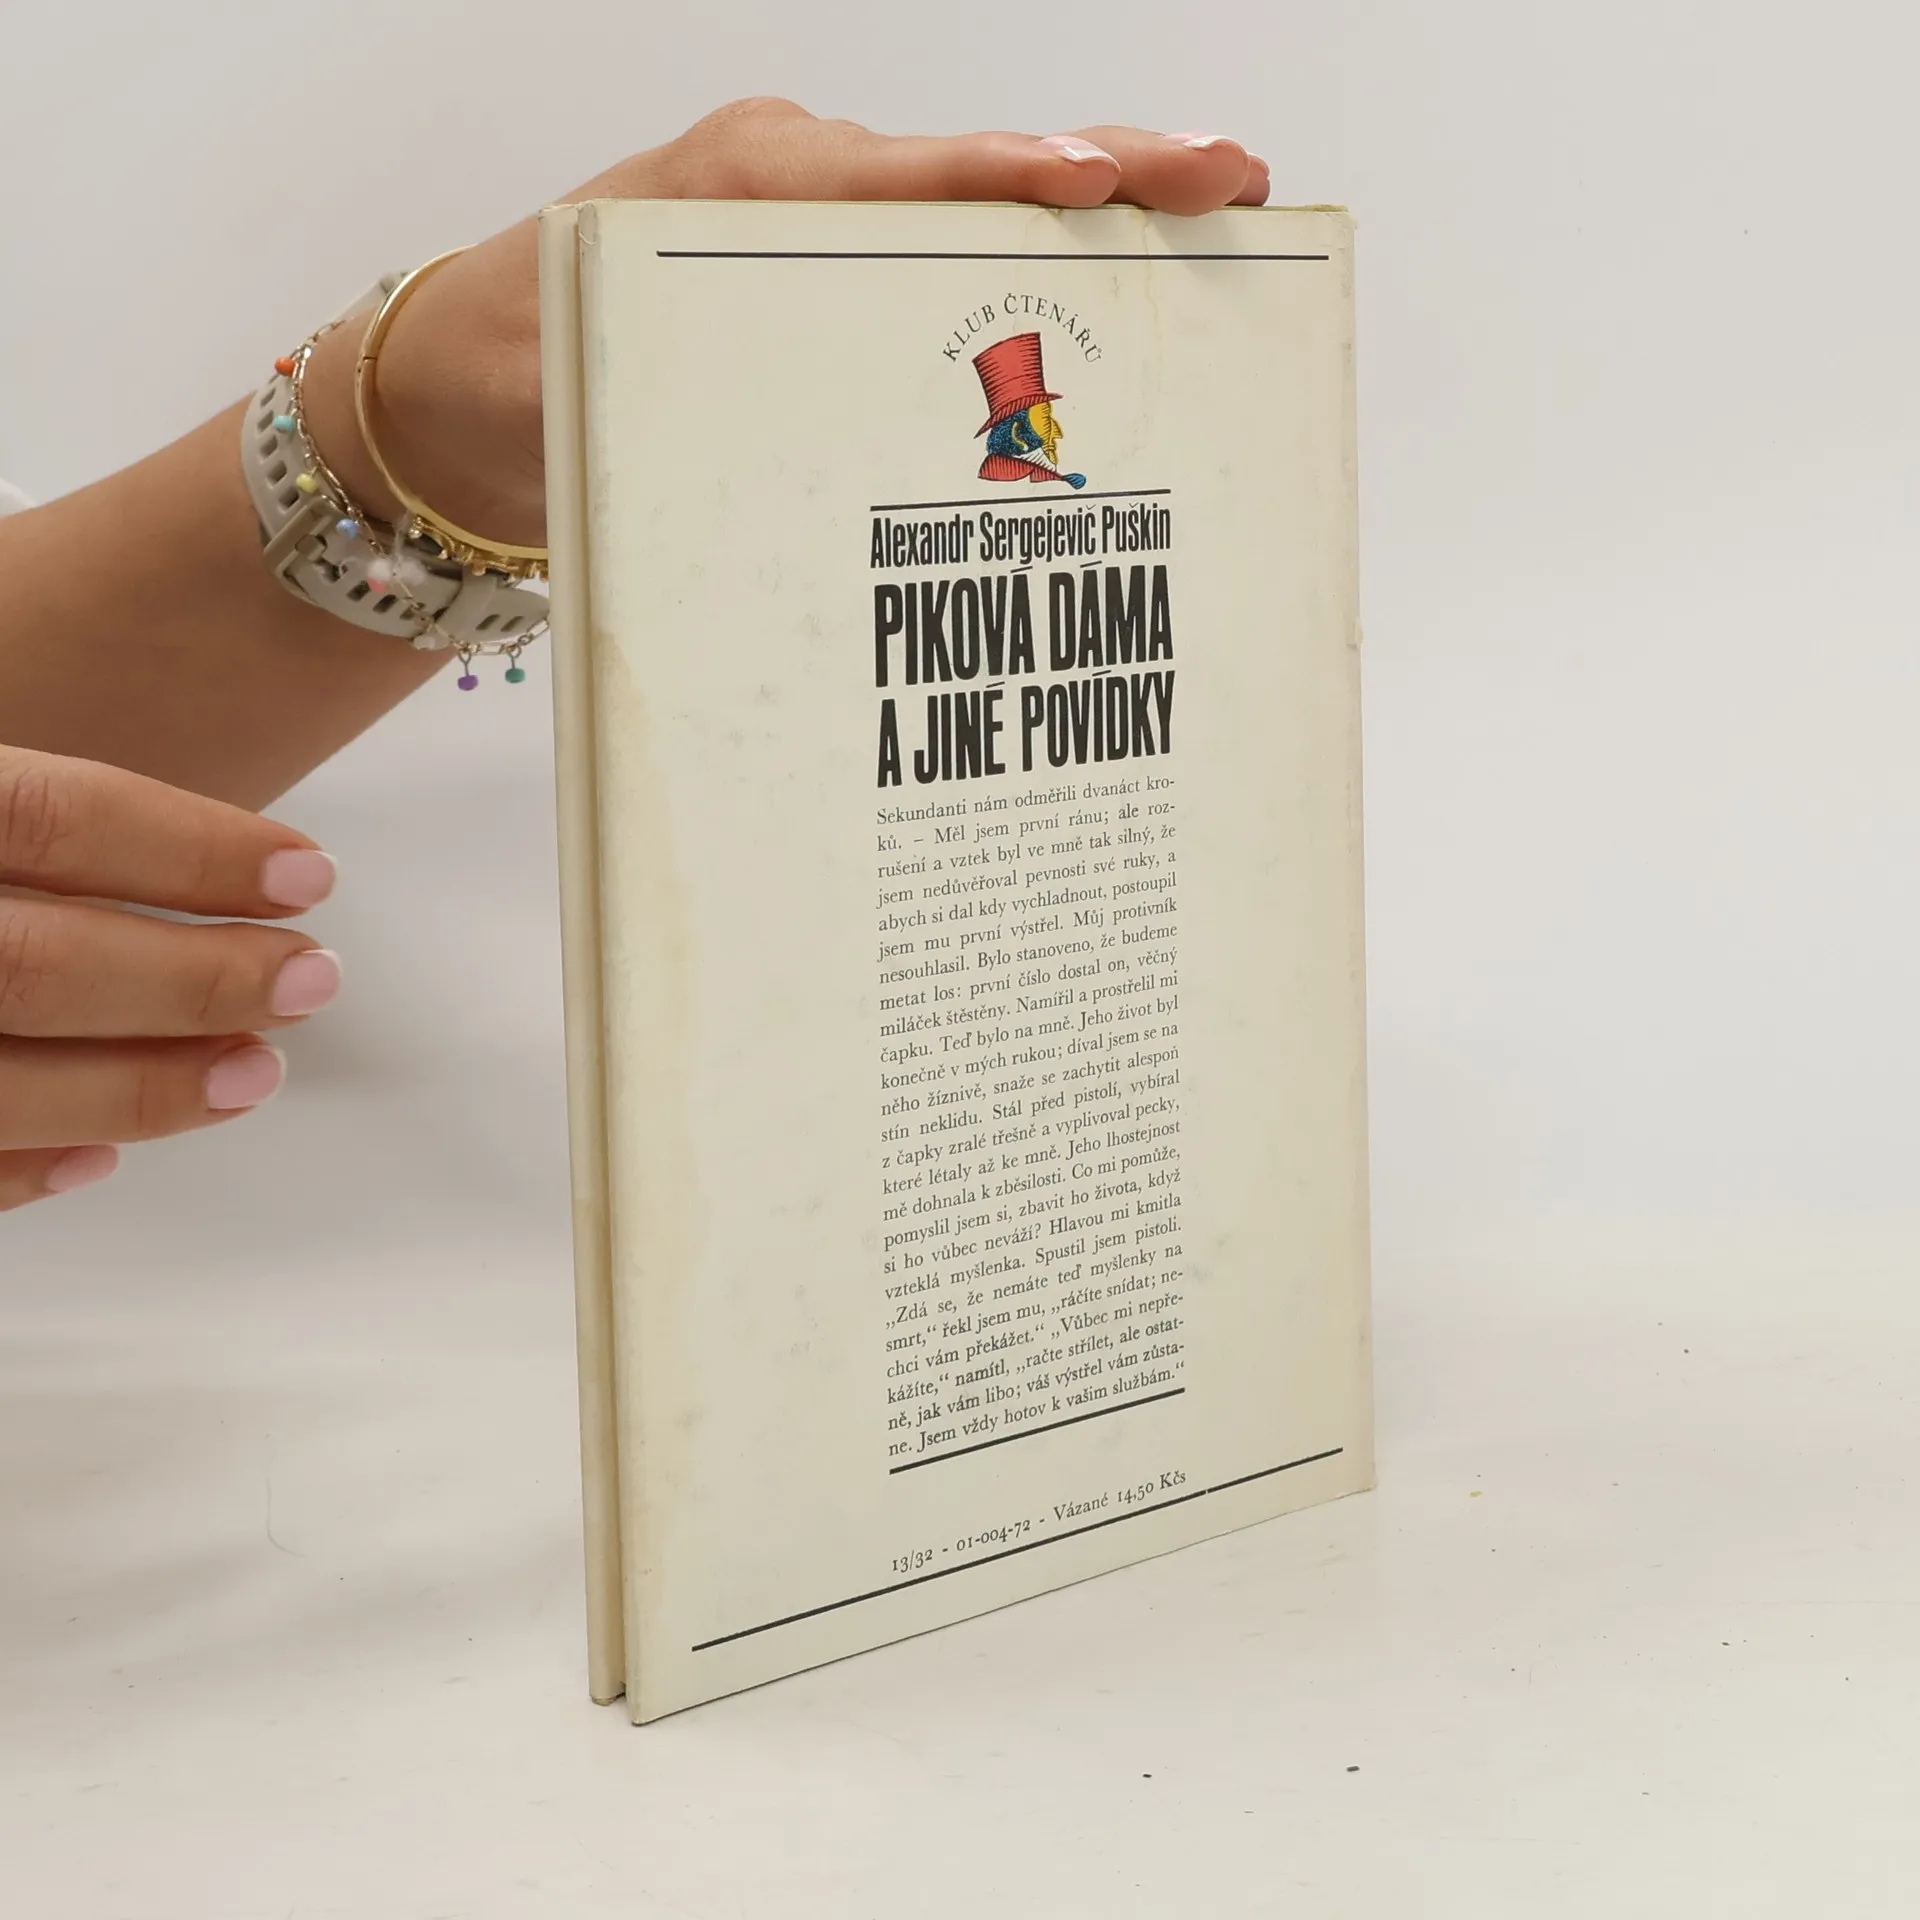 KLUB ČTENÁŘŮ
Alexandr Sergejevič Puškin
PIKOVÁ DÁMA
A JINÉ POVÍDKY
Sekundanti nám odměřili dvanáct kro-
ků. – Měl jsem první ránu; ale roz-
rušení a vztek byl ve mně tak silný, že
jsem nedůvěřoval pevnosti své ruky, a
abych si dal kdy vychladnout, postoupil
jsem mu první výstřel. Můj protivník
nesouhlasil. Bylo stanoveno, že budeme
metat los: první číslo dostal on, věčný
miláček štěstěny. Namířil a prostřelil mi
čapku. Teď bylo na mně. Jeho život byl
konečně v mých rukou; díval jsem se na
něho žíznivě, snaže se zachytit alespoň
stín neklidu. Stál před pistolí, vybíral
z čapky zralé třešně a vyplivoval pecky,
které létaly až ke mně. Jeho lhostejnost
mě dohnala k zběsilosti. Co mi pomůže,
pomyslil jsem si, zbavit ho života, když
si ho vůbec neváží? Hlavou mi kmitla
vzteklá myšlenka. Spustil jsem pistoli.
„Zdá se, že nemáte teď myšlenky na
smrt,“ řekl jsem mu, „ráčíte snídat; ne-
chci vám překážet.“ „Vůbec mi nepře-
kážíte,“ namítl, „račte střílet, ale ostat-
ně, jak vám libo; váš výstřel vám zůsta-
ne. Jsem vždy hotov k vašim službám.“
13/32 - 01-004-72 - Vázané 14,50 Kčs